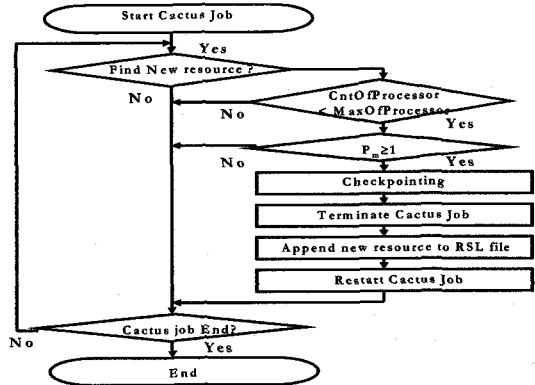 Start Cactus Job
Yes
Find New resource?
No
CntOfProcessor
< MaxOfProcessor
No
Yes
P_m≥1
No
Yes
Checkpointing
Terminate Cactus Job
Append new resource to RSL file
Restart Cactus Job
Cactus job End?
No
Yes
End